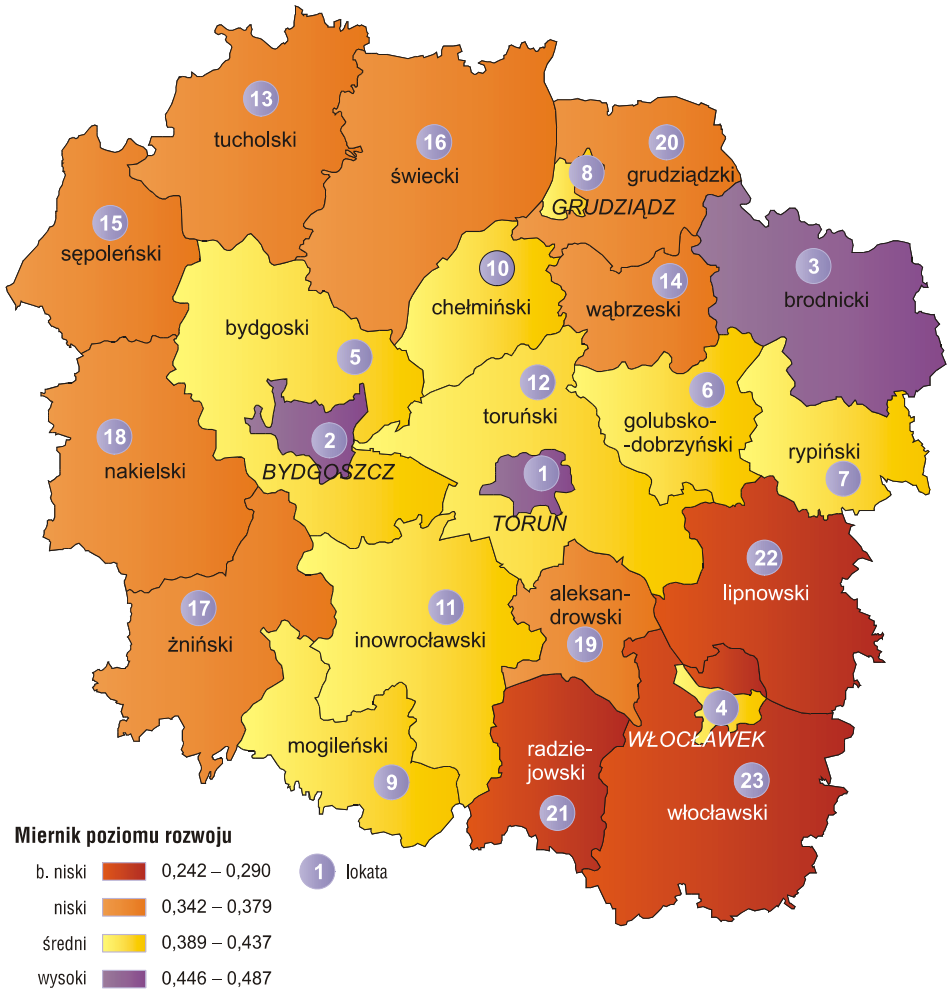 13
tucholski
16
świecki
20
grudziądzki
8
GRUDZIĄDZ
15
sępoleński
10
chełmiński
14
wąbrzeski
3
brodnicki
bydgoski
5
12
toruński
6
golubsko-
-dobrzyński
rypiński
7
18
nakielski
2
BYDGOSZCZ
1
TORUŃ
22
lipnowski
17
żniński
11
inowrocławski
aleksan-
drowski
19
mogileński
9
radzie-
jowski
21
4
WŁOCŁAWEK
23
włocławski
Miernik poziomu rozwoju
b. niski 0,242 – 0,290 1 lokata
niski 0,342 – 0,379
średni 0,389 – 0,437
wysoki 0,446 – 0,487